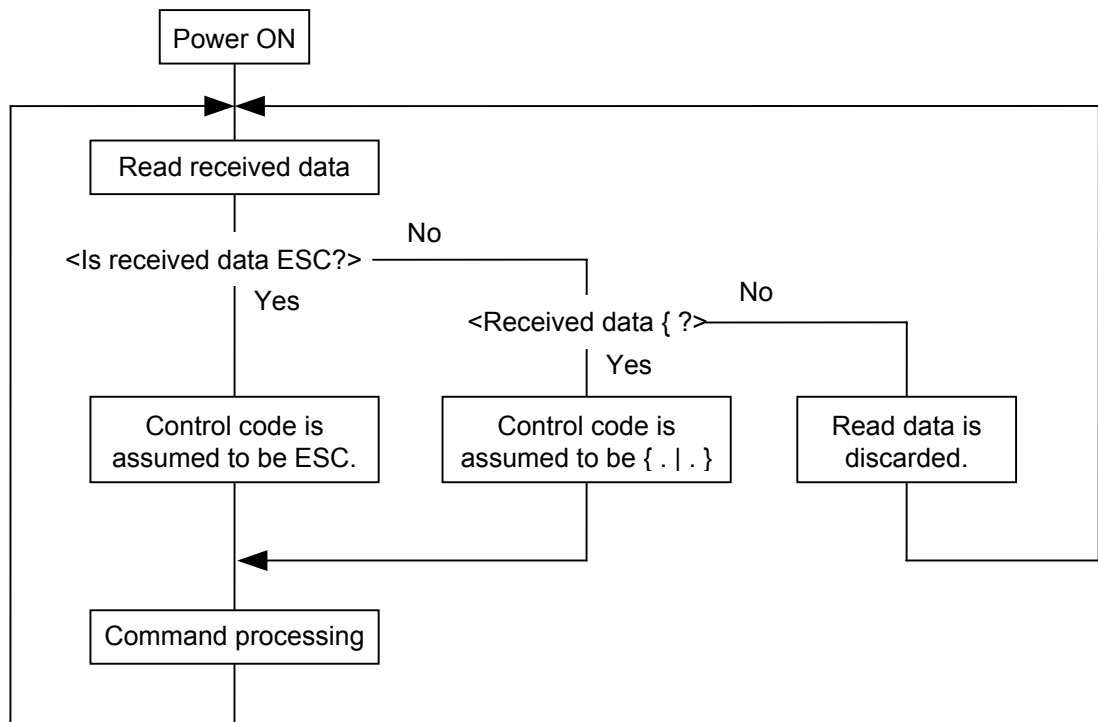 Power ON
Read received data
No
<Is received data ESC?>
Yes
No
<Received data { ?>
Yes
Control code is
assumed to be ESC.
Control code is
assumed to be { . | . }
Read data is
discarded.
Command processing